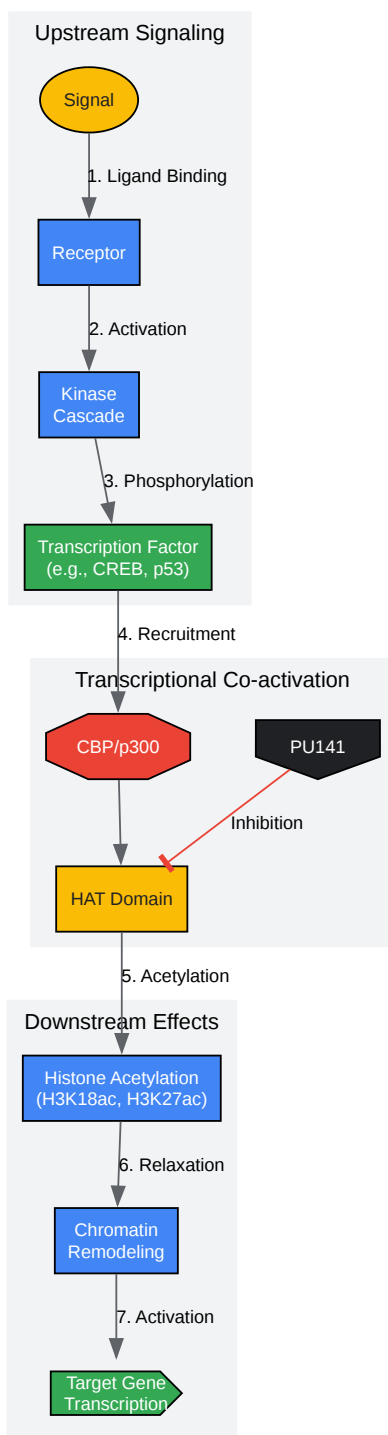 Upstream Signaling
Signal
1. Ligand Binding
Receptor
2. Activation
Kinase
Cascade
3. Phosphorylation
Transcription Factor
(e.g., CREB, p53)
4. Recruitment
Transcriptional Co-activation
CBP/p300
PU141
Inhibition
HAT Domain
5. Acetylation
Downstream Effects
Histone Acetylation
(H3K18ac, H3K27ac)
6. Relaxation
Chromatin
Remodeling
7. Activation
Target Gene
Transcription